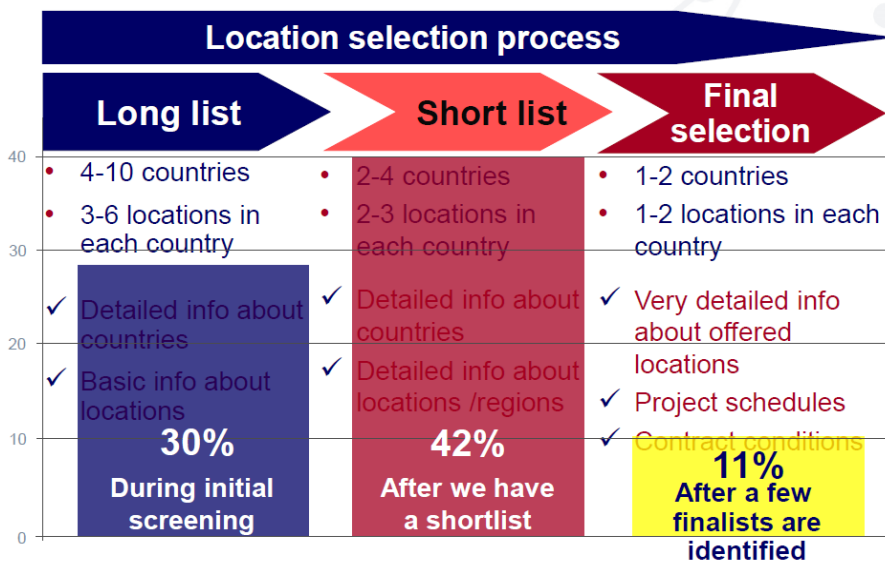 Location selection process
Long list
Short list
Final
selection
40
30
20
10
0
• 4-10 countries
• 3-6 locations in
each country
✓ Detailed info about
countries
✓ Basic info about
locations
30%
During initial
screening
• 2-4 countries
• 2-3 locations in
each country
✓ Detailed info about
countries
✓ Detailed info about
locations /regions
42%
After we have
a shortlist
• 1-2 countries
• 1-2 locations in each
country
✓ Very detailed info
about offered
locations
✓ Project schedules
✓ Contract conditions
11%
After a few
finalists are
identified